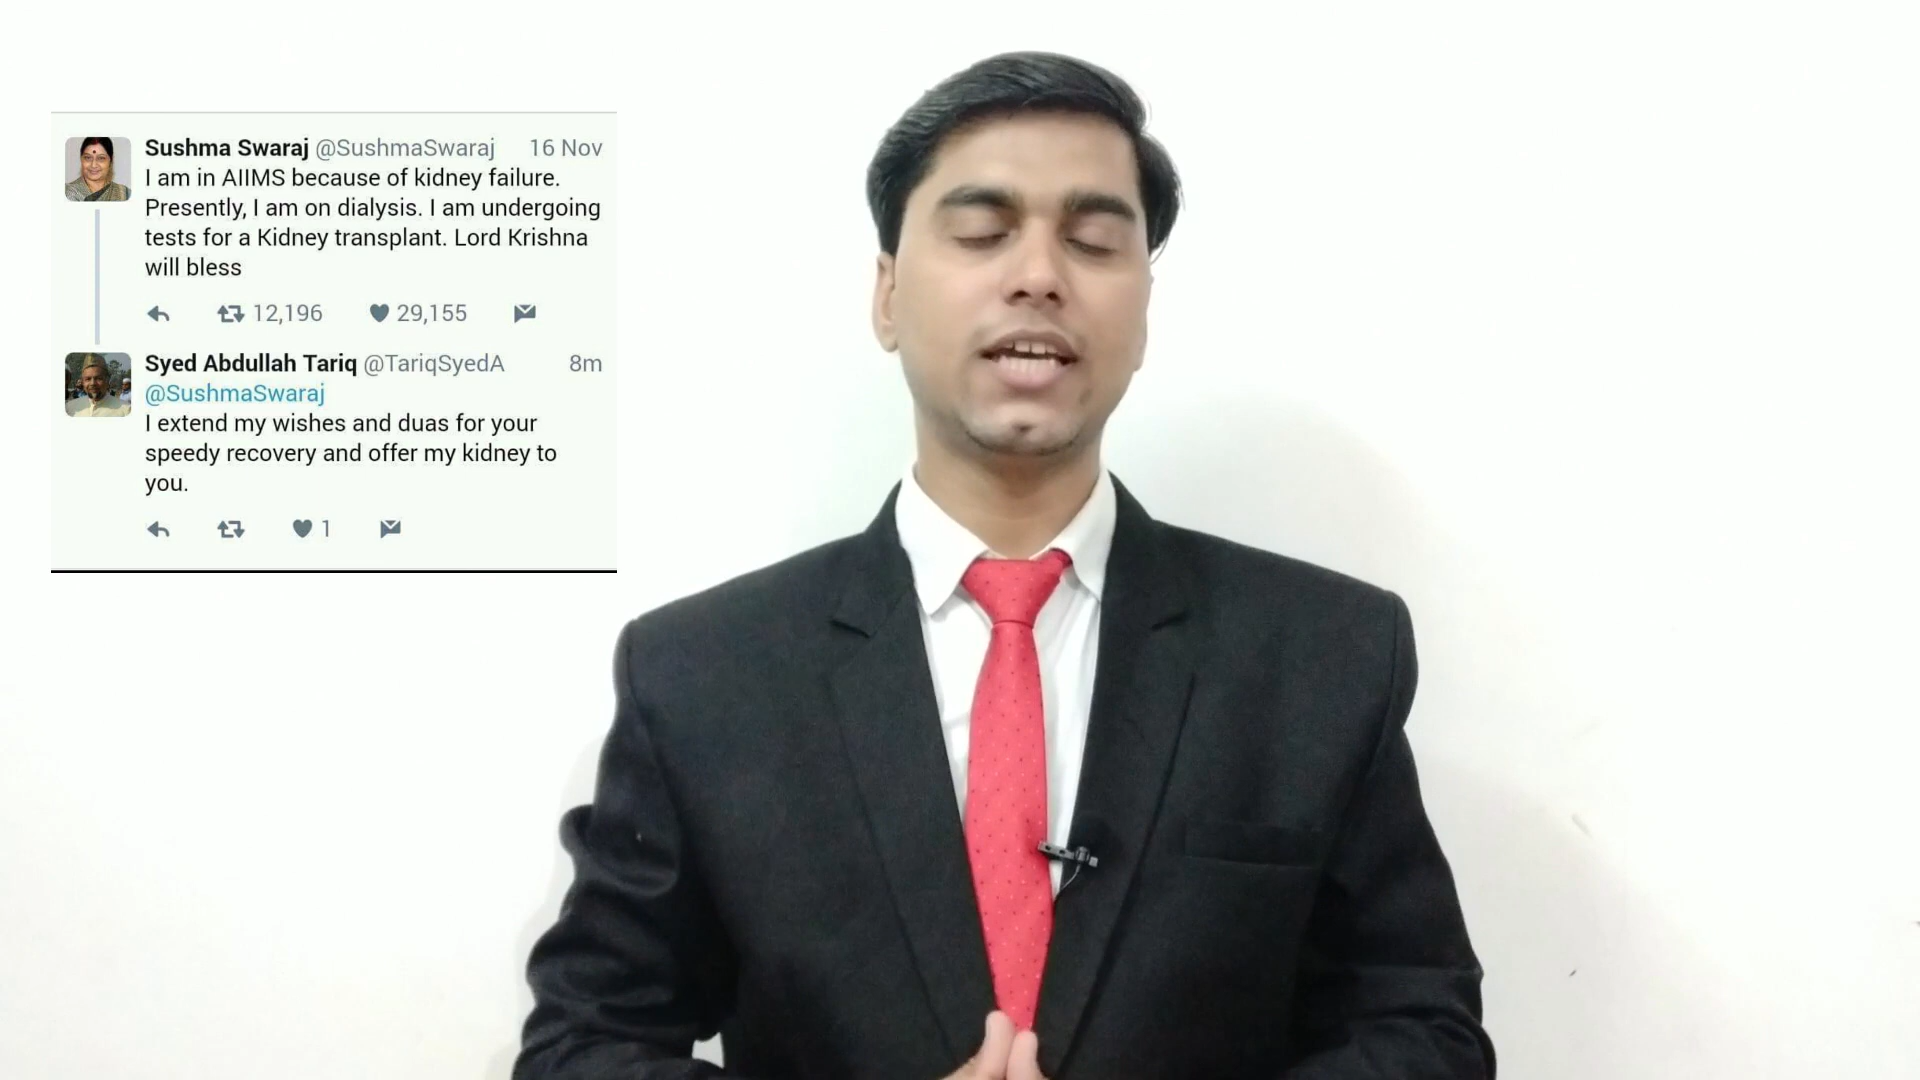 Sushma Swaraj @SushmaSwaraj 16 Nov
I am in AIIMS because of kidney failure.
Presently, I am on dialysis. I am undergoing
tests for a Kidney transplant. Lord Krishna
will bless
12,196 29,155
Syed Abdullah Tariq @TariqSyedA 8m
@SushmaSwaraj
I extend my wishes and duas for your
speedy recovery and offer my kidney to
you.
1